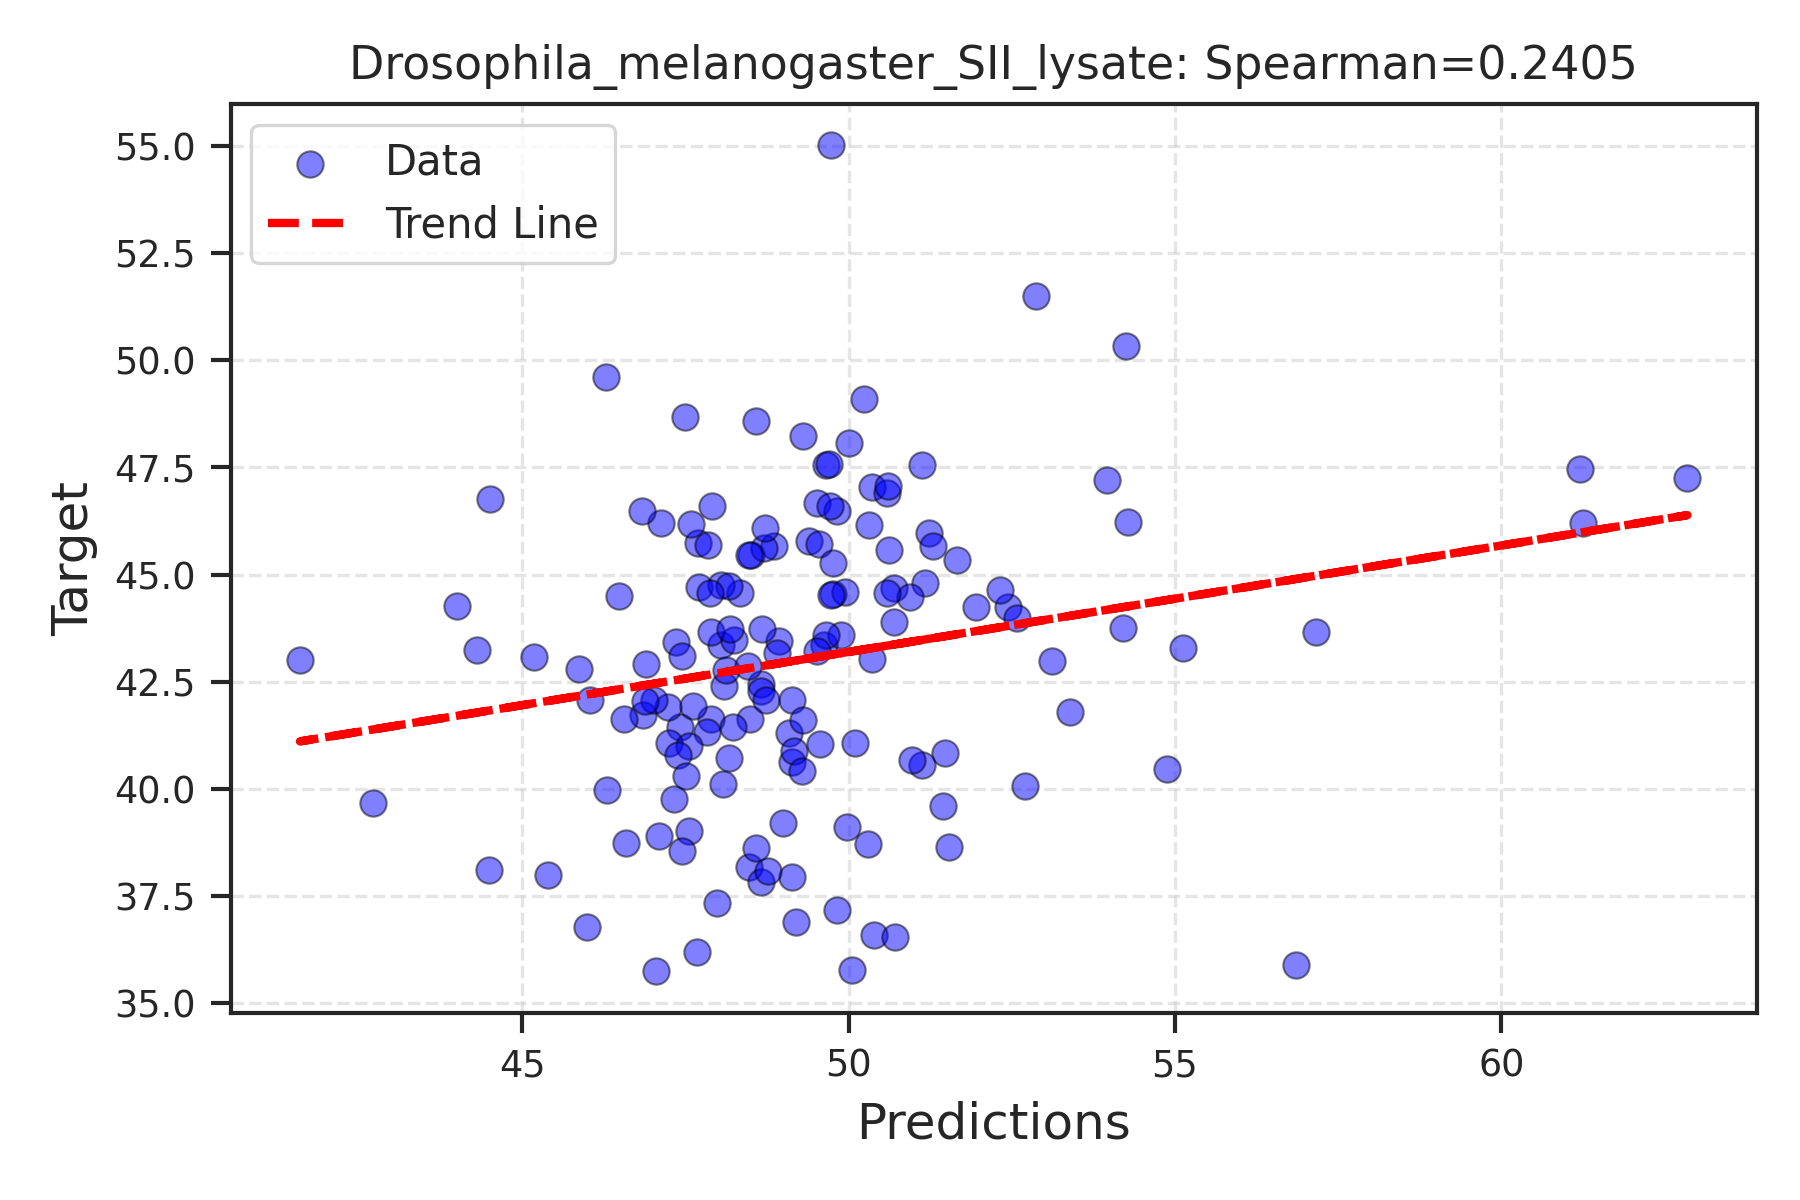 Drosophila_melanogaster_SII_lysate: Spearman=0.2405
Data
Trend Line
55.0
52.5
50.0
47.5
45.0
42.5
40.0
37.5
35.0
Target
45 50 55 60
Predictions